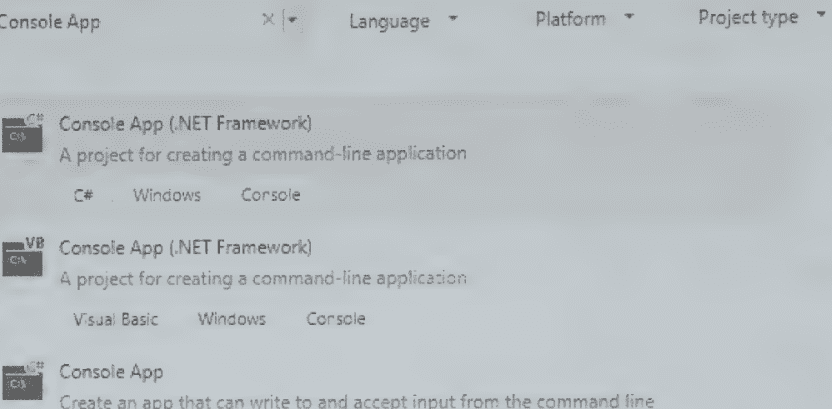 Console App Language Platform Project type
C#
C:\
Console App (.NET Framework)
A project for creating a command-line application
C# Windows Console
VB
C:\
Console App (.NET Framework)
A project for creating a command-line application
Visual Basic Windows Console
C#
C:\
Console App
Create an app that can write to and accept input from the command line